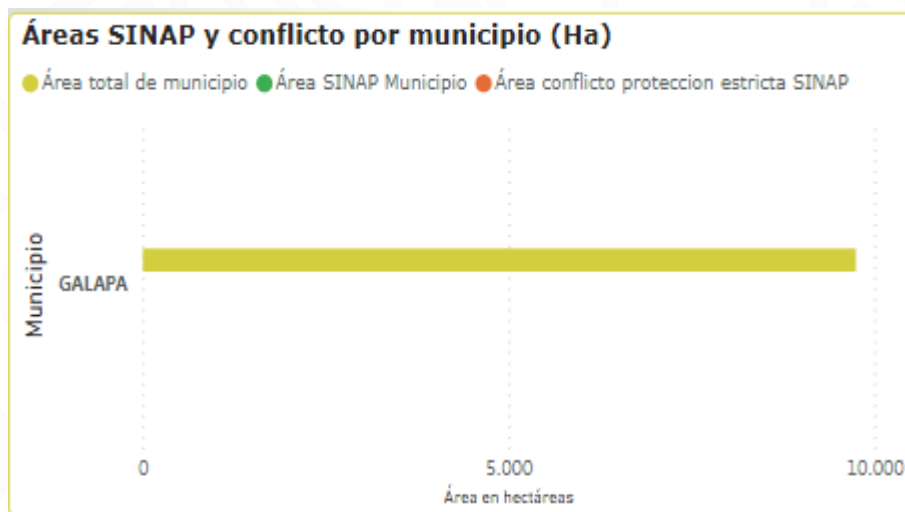 Áreas SINAP y conflicto por municipio (Ha)
Área total de municipio Área SINAP Municipio Área conflicto proteccion estricta SINAP
Municipio
GALAPA
0 5.000 10.000
Área en hectáreas